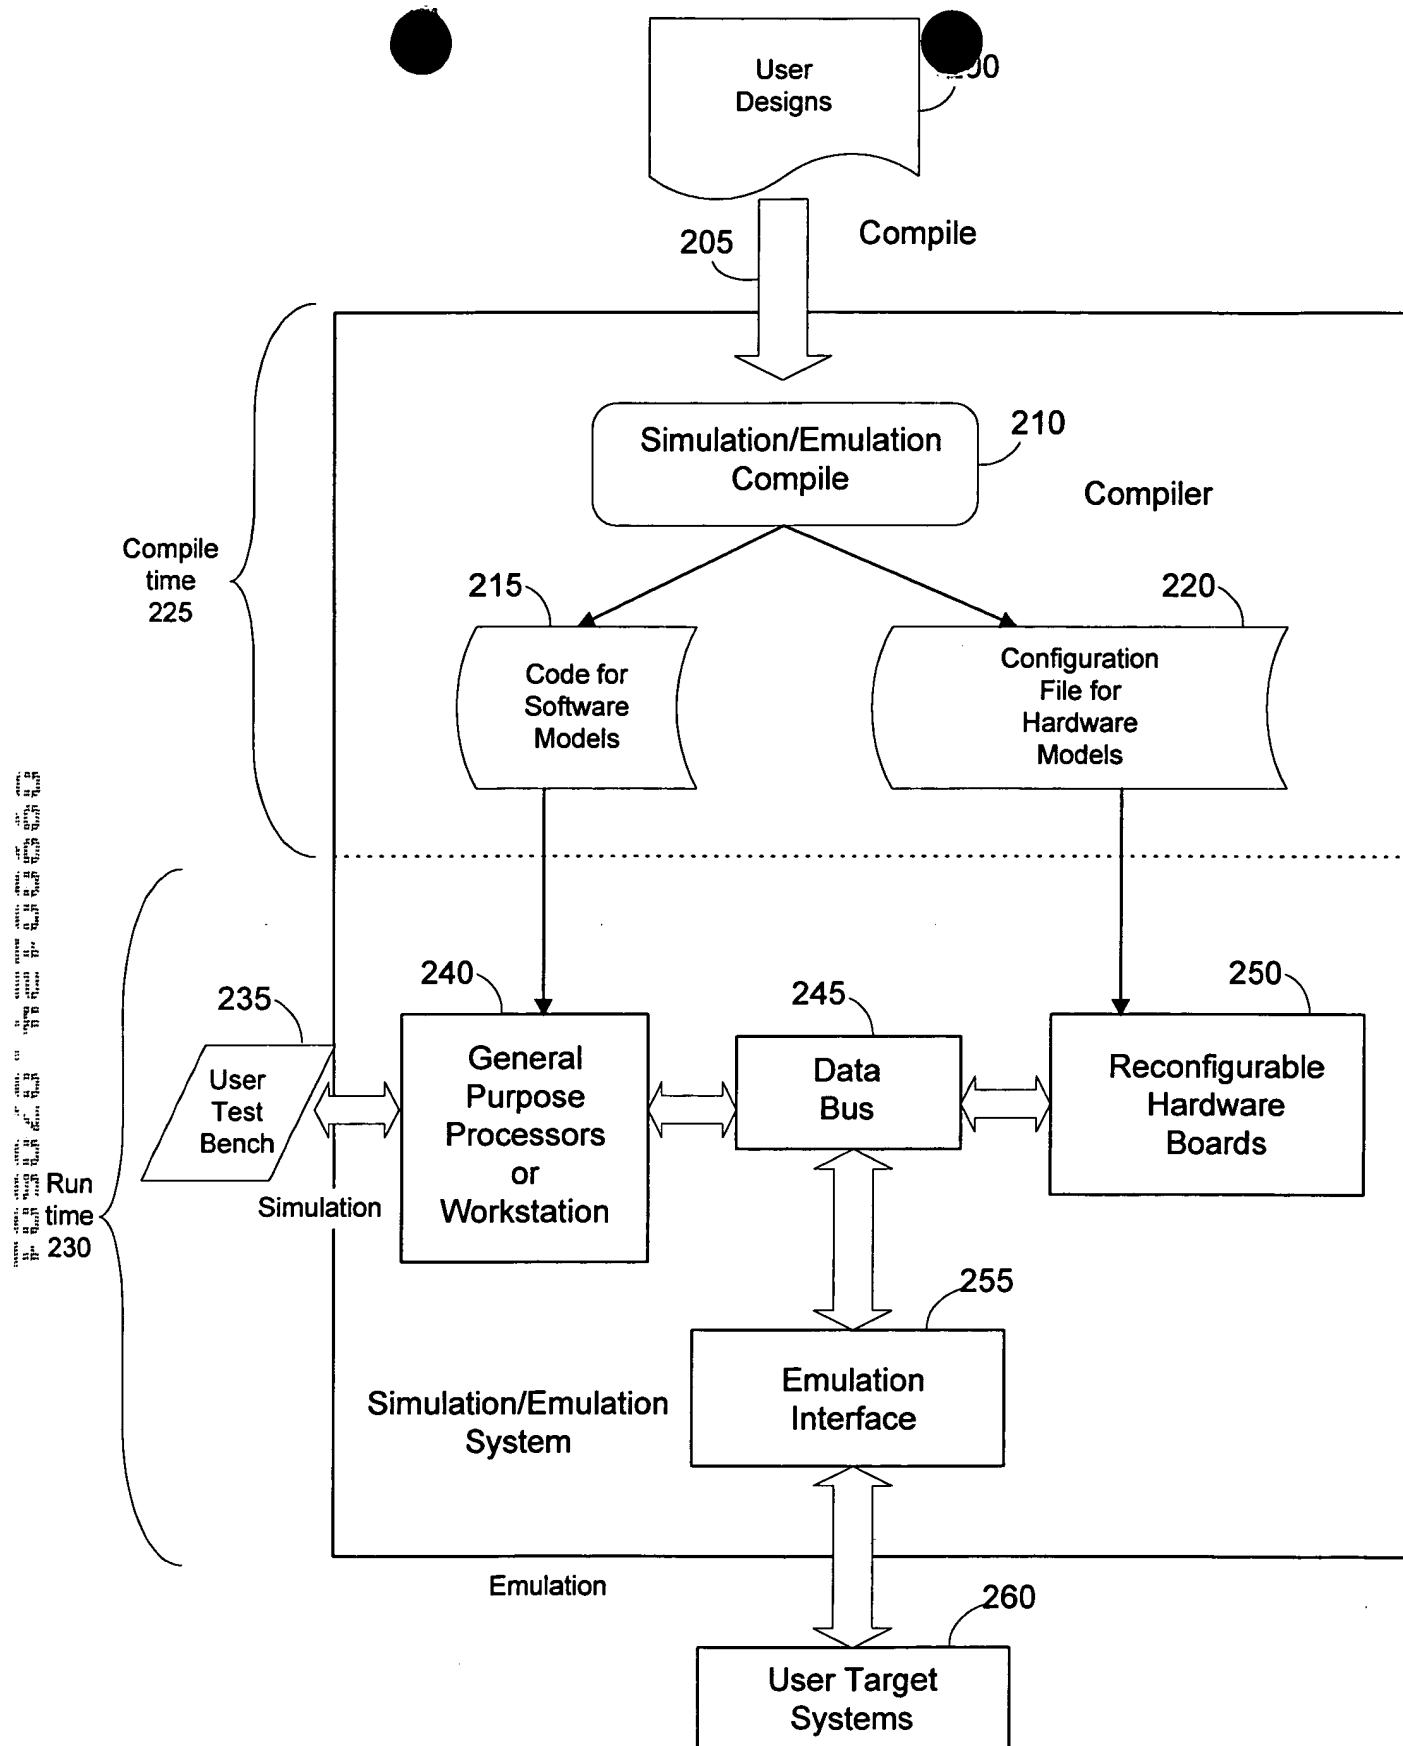 User
Designs
205
Compile
Simulation/Emulation
Compile
210
Compiler
Compile
time
225
215
220
Code for
Software
Models
Configuration
File for
Hardware
Models
Run
time
230
235
240
245
250
User
Test
Bench
General
Purpose
Processors
or
Workstation
Data
Bus
Reconfigurable
Hardware
Boards
Simulation
255
Emulation
Interface
Simulation/Emulation
System
Emulation
260
User Target
Systems